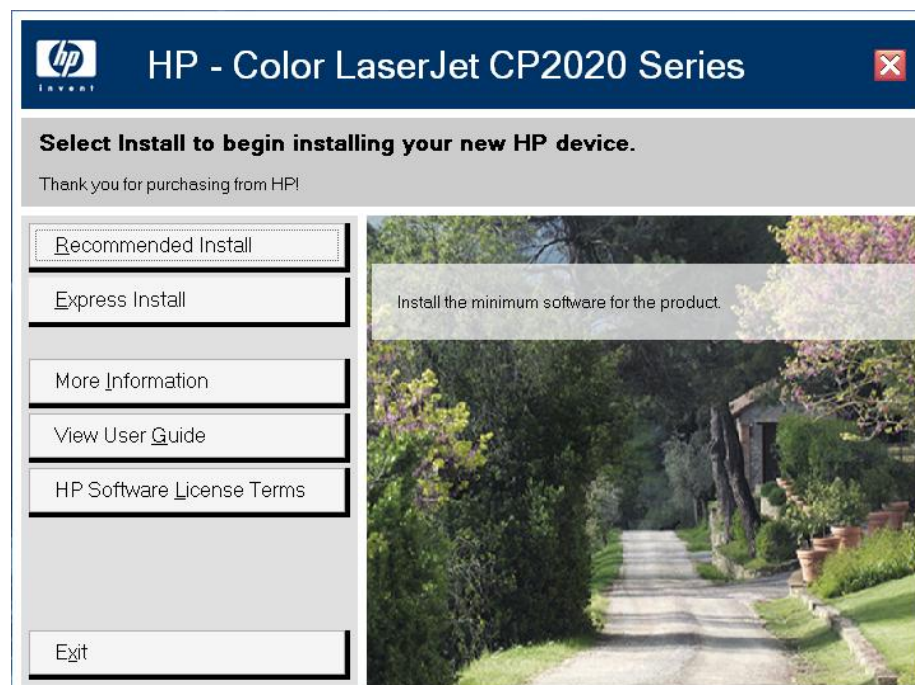 hp
invent
HP - Color LaserJet CP2020 Series
Select Install to begin installing your new HP device.
Thank you for purchasing from HP!
Recommended Install
Express Install
Install the minimum software for the product.
More Information
View User Guide
HP Software License Terms
Exit